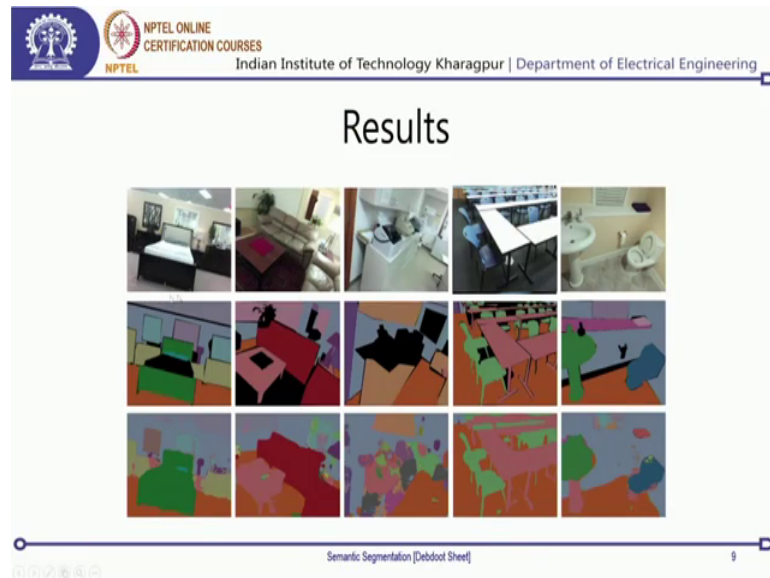 NPTEL ONLINE
CERTIFICATION COURSES
NPTEL
Indian Institute of Technology Kharagpur | Department of Electrical Engineering
Results
Semantic Segmentation [Debdoot Sheet]
9